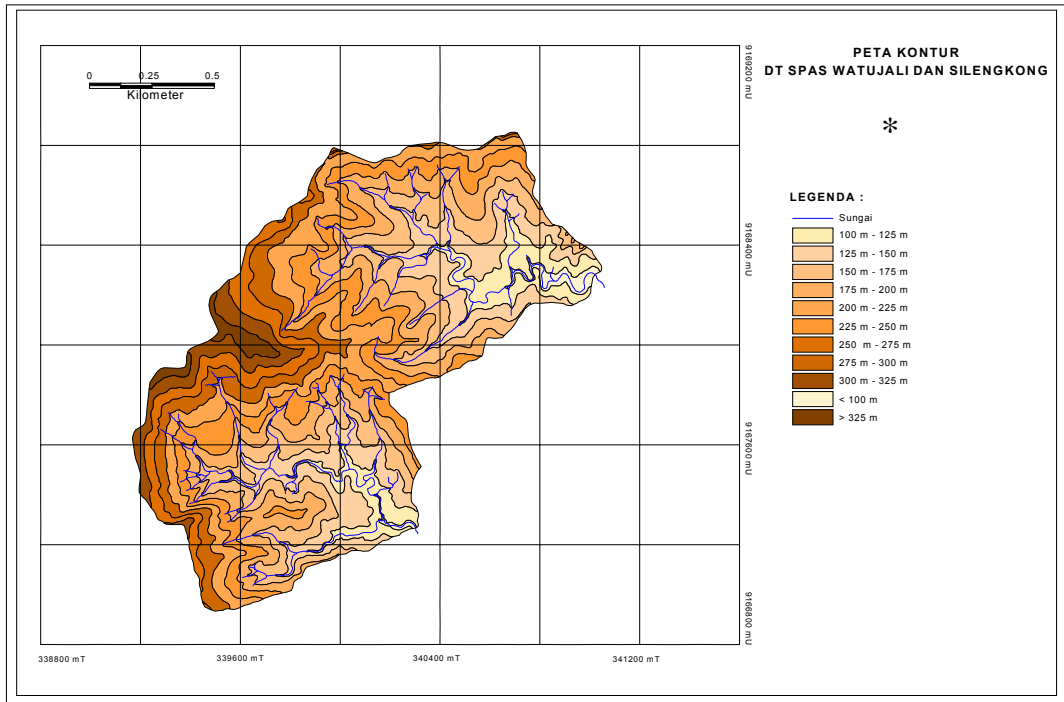 PETA KONTUR
DT SPAS WATUJALI DAN SILENGKONG
0 0.25 0.5
Kilometer
LEGENDA :
Sungai
100 m - 125 m
125 m - 150 m
150 m - 175 m
175 m - 200 m
200 m - 225 m
225 m - 250 m
250 m - 275 m
275 m - 300 m
300 m - 325 m
< 100 m
> 325 m
9169200 mU
9168400 mU
9167600 mU
9166800 mU
338800 mT 339600 mT 340400 mT 341200 mT